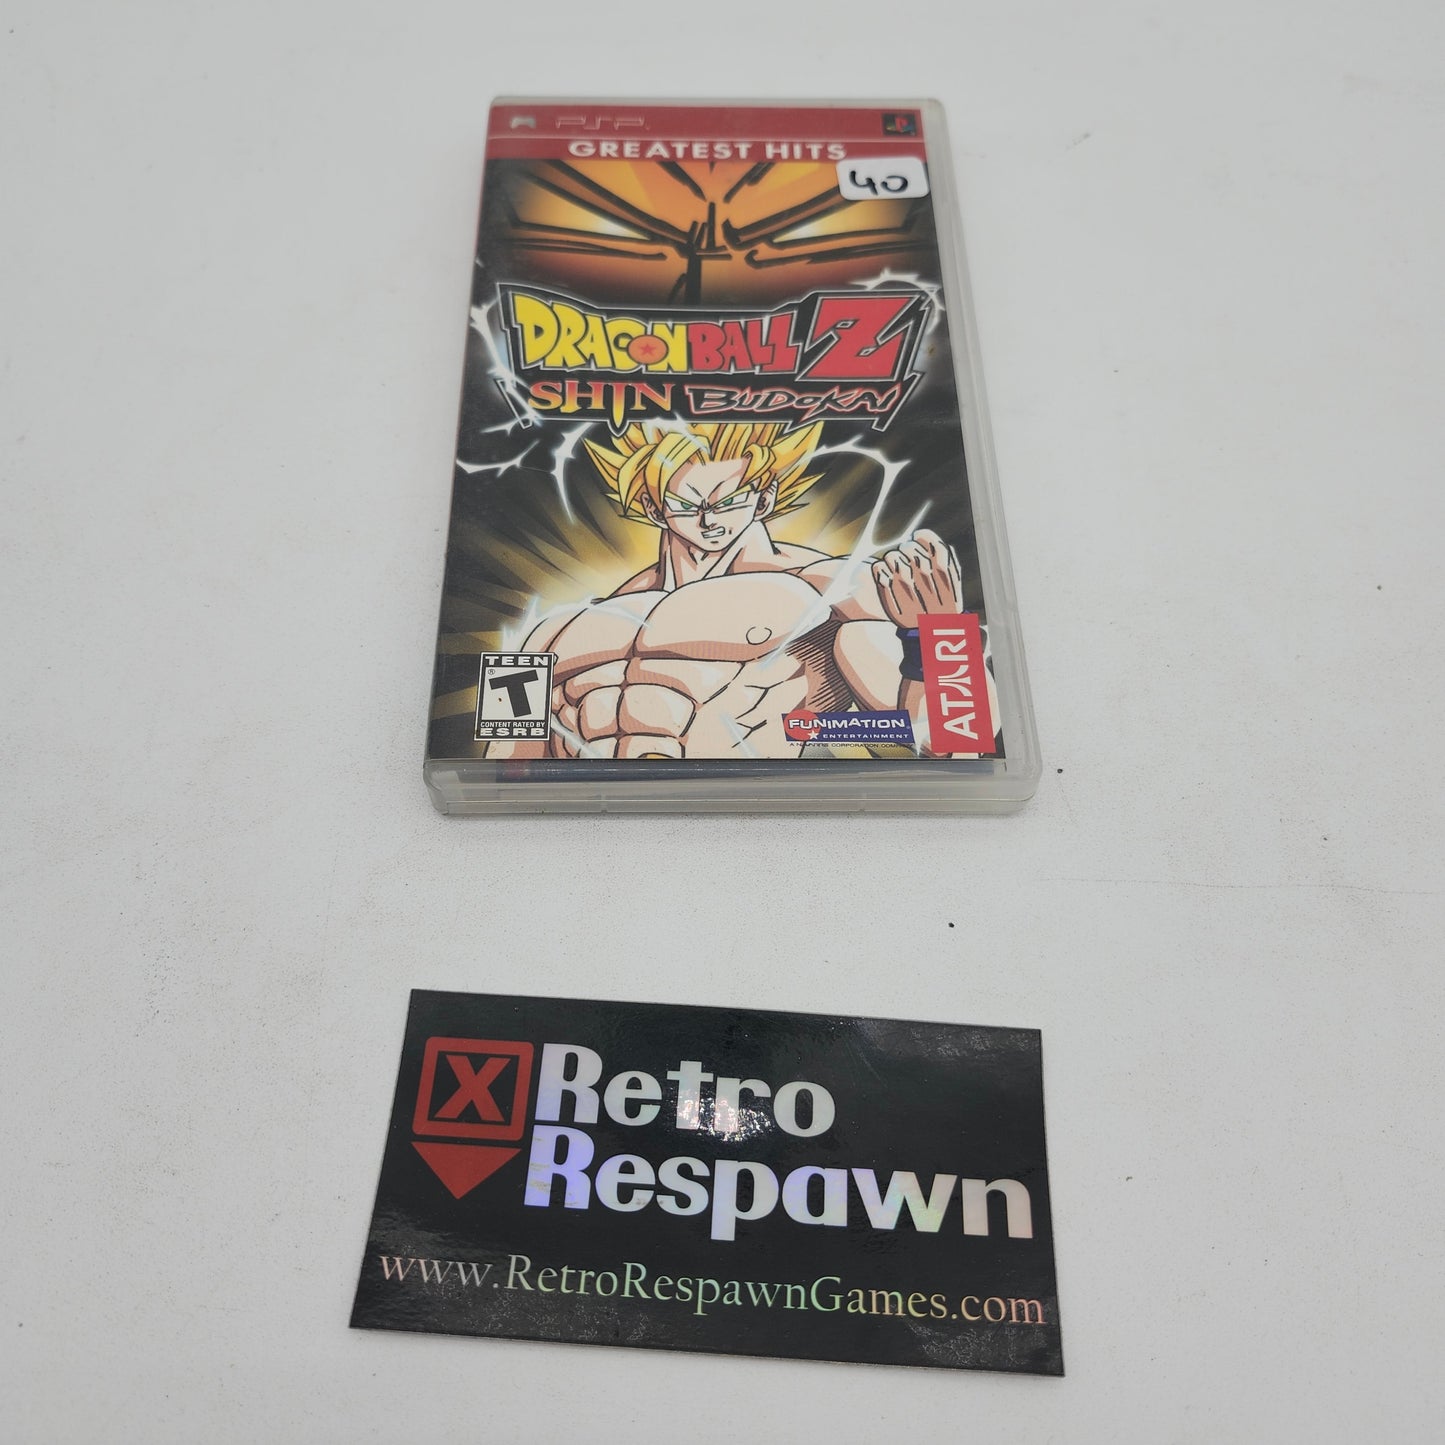 PSP
GREATEST HITS
40
DRAGON BALL Z
SHIN BUDOKAI
TEEN
T
CONTENT RATED BY
ESRB
FUNIMATION
ENTERTAINMENT
ATARI
Retro
Respawn
www.RetroRespawnGames.com